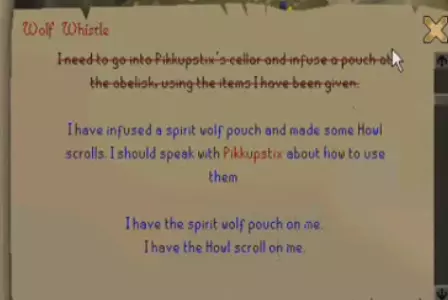 Wolf Whistle
I need to go into Pikkupstix's cellar and infuse a pouch at
the obelisk, using the items I have been given.
I have infused a spirit wolf pouch and made some Howl
scrolls. I should speak with Pikkupstix about how to use
them
I have the spirit wolf pouch on me.
I have the Howl scroll on me.